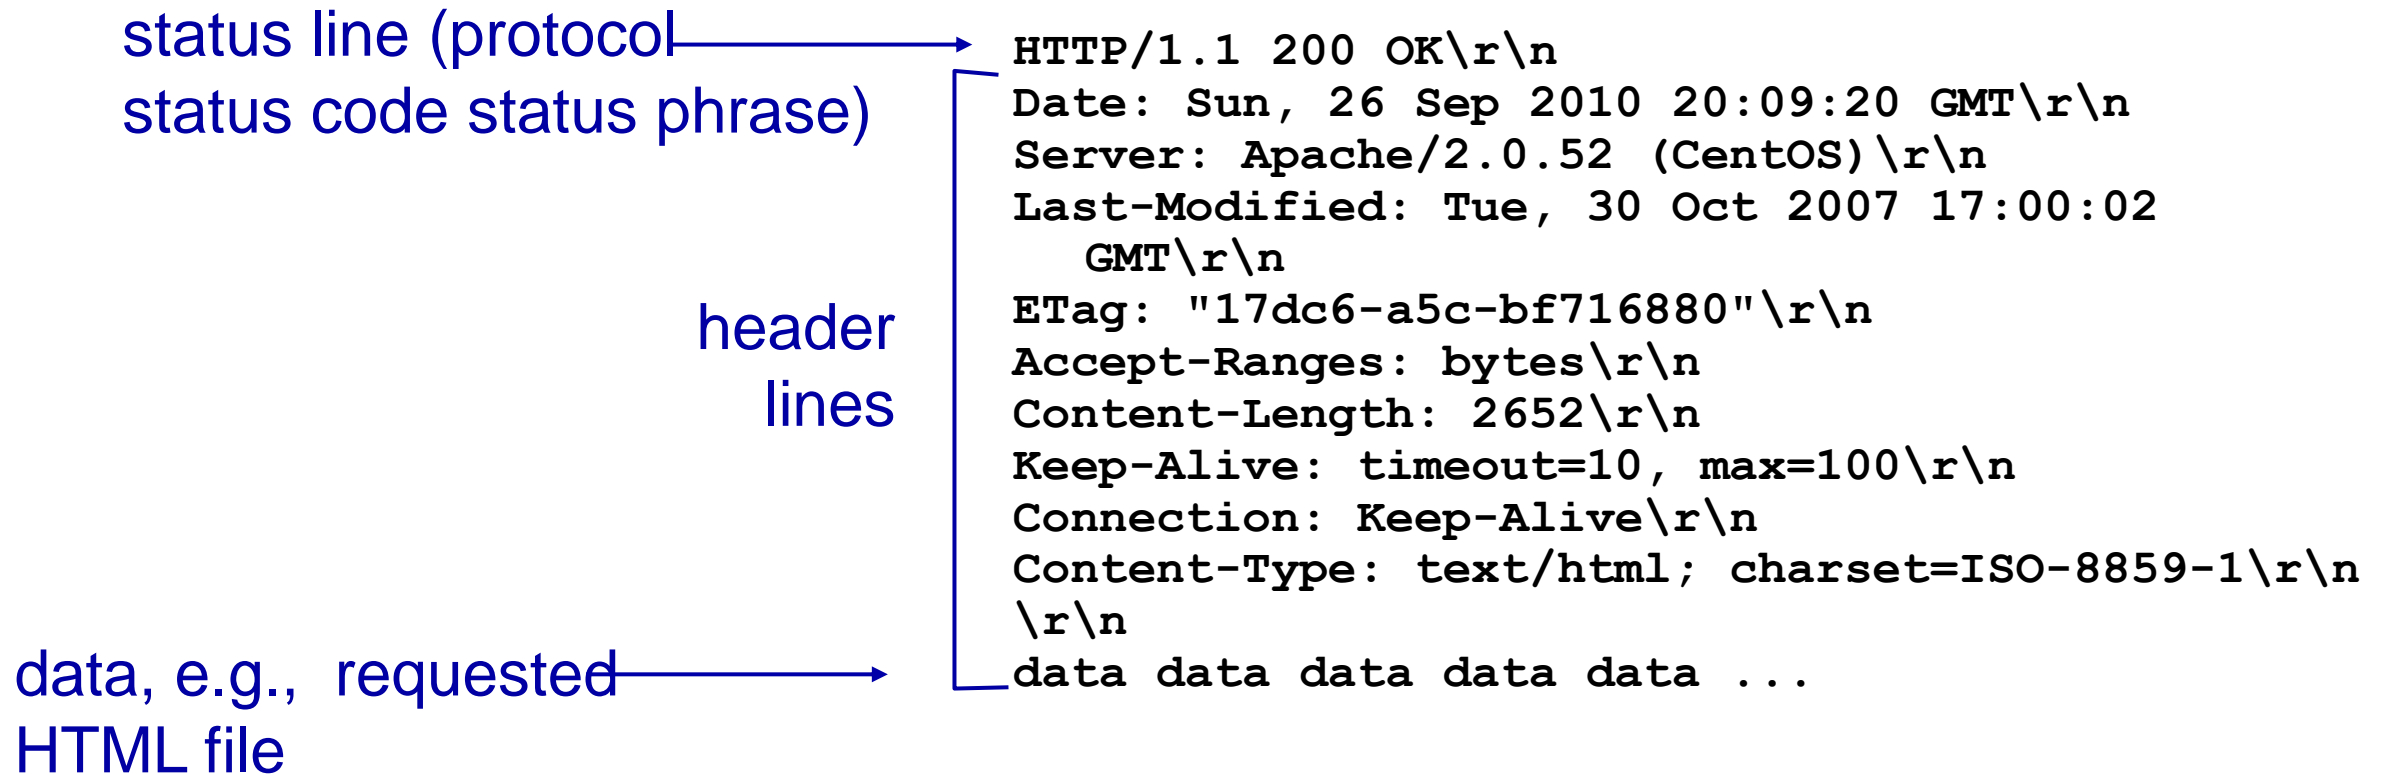 status line (protocol
status code status phrase)
header
lines
data, e.g., requested
HTML file
HTTP/1.1 200 OK\r\n
Date: Sun, 26 Sep 2010 20:09:20 GMT\r\n
Server: Apache/2.0.52 (CentOS)\r\n
Last-Modified: Tue, 30 Oct 2007 17:00:02
GMT\r\n
ETag: "17dc6-a5c-bf716880"\r\n
Accept-Ranges: bytes\r\n
Content-Length: 2652\r\n
Keep-Alive: timeout=10, max=100\r\n
Connection: Keep-Alive\r\n
Content-Type: text/html; charset=ISO-8859-1\r\n
\r\n
data data data data data ...